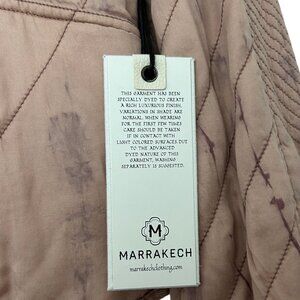 THIS GARMENT HAS BEEN
SPECIALLY DYED TO CREATE
A RICH LUXURIOUS FINISH.
VARIATIONS IN SHADE ARE
NORMAL. WHEN WEARING
FOR THE FIRST FEW TIMES
CARE SHOULD BE TAKEN
IF IN CONTACT WITH
LIGHT COLORED SURFACES. DUE
TO THE ADVANCED
DYED NATURE OF THIS
GARMENT, WASHING
SEPARATELY IS SUGGESTED.
M
MARRAKECH
marrakechclothing.com